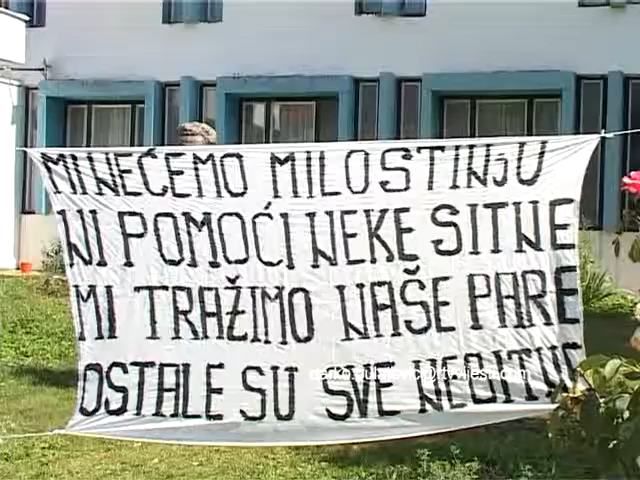 MI NEĆEMO MILOSTINJU
NI POMOĆI NEKE SITNE
MI TRAŽIMO NAŠE PARE
OSTALE SU SVE NEBITNE